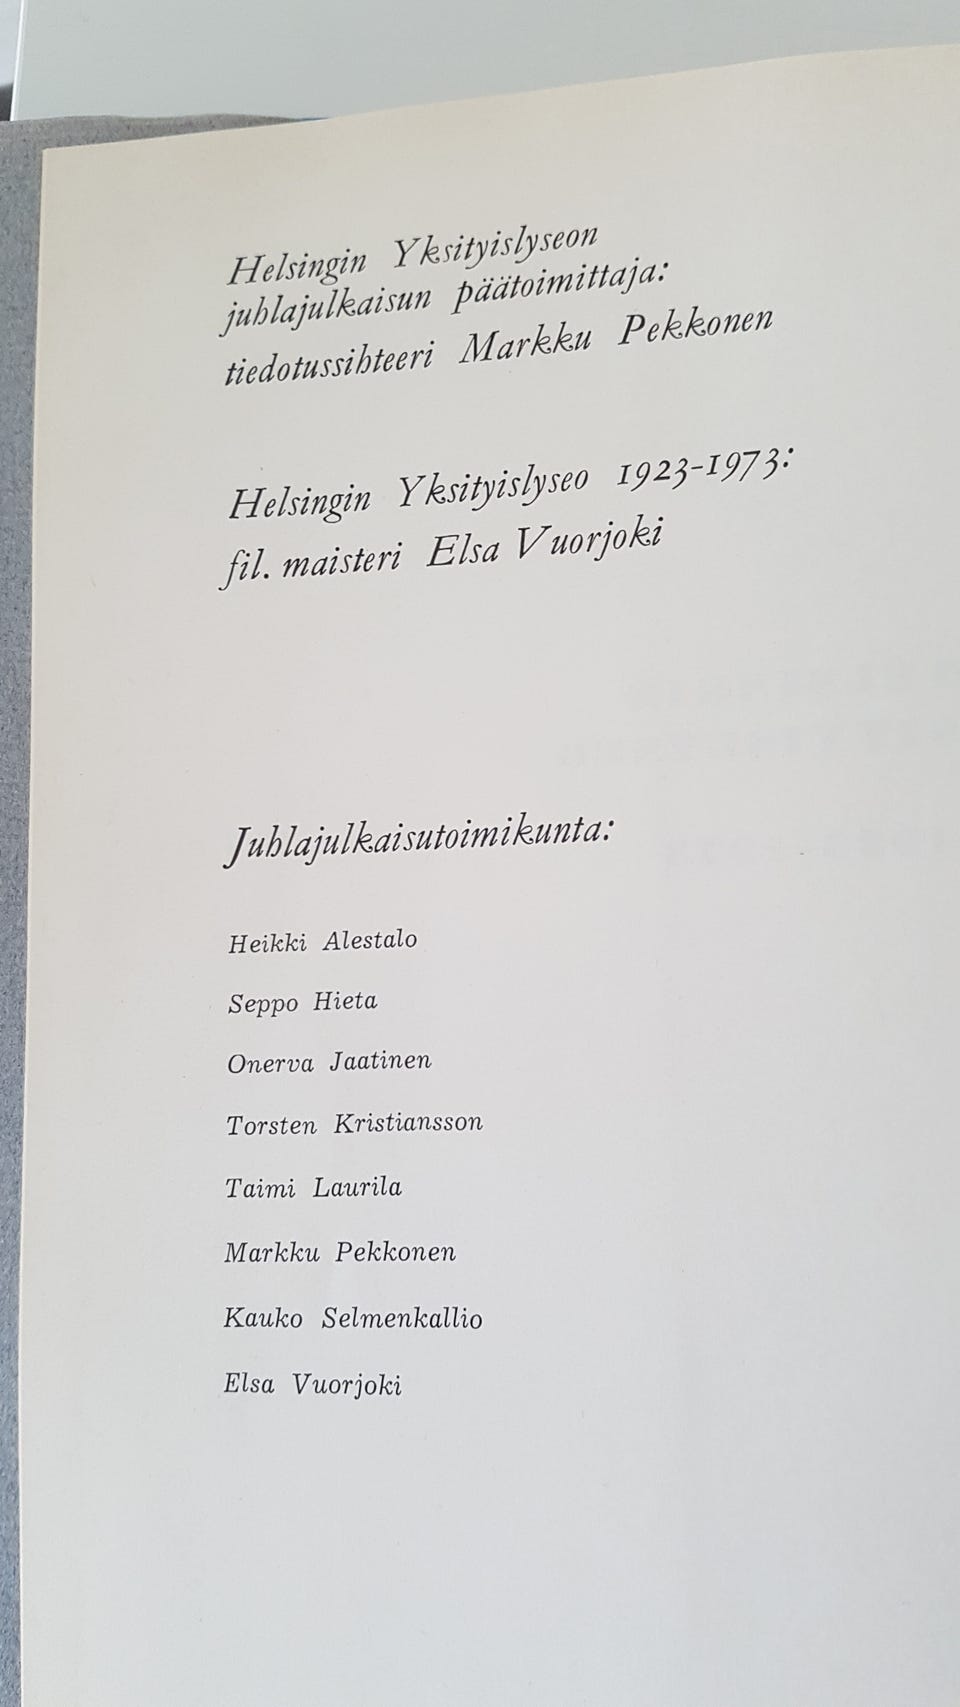 Helsingin Yksityislyseon
juhlajulkaisun päätoimittaja:
tiedotussihteeri Markku Pekkonen
Helsingin Yksityislyseo 1923-1973:
fil. maisteri Elsa Vuorjoki
Juhlajulkaisutoimikunta:
Heikki Alestalo
Seppo Hieta
Onerva Jaatinen
Torsten Kristiansson
Taimi Laurila
Markku Pekkonen
Kauko Selmenkallio
Elsa Vuorjoki